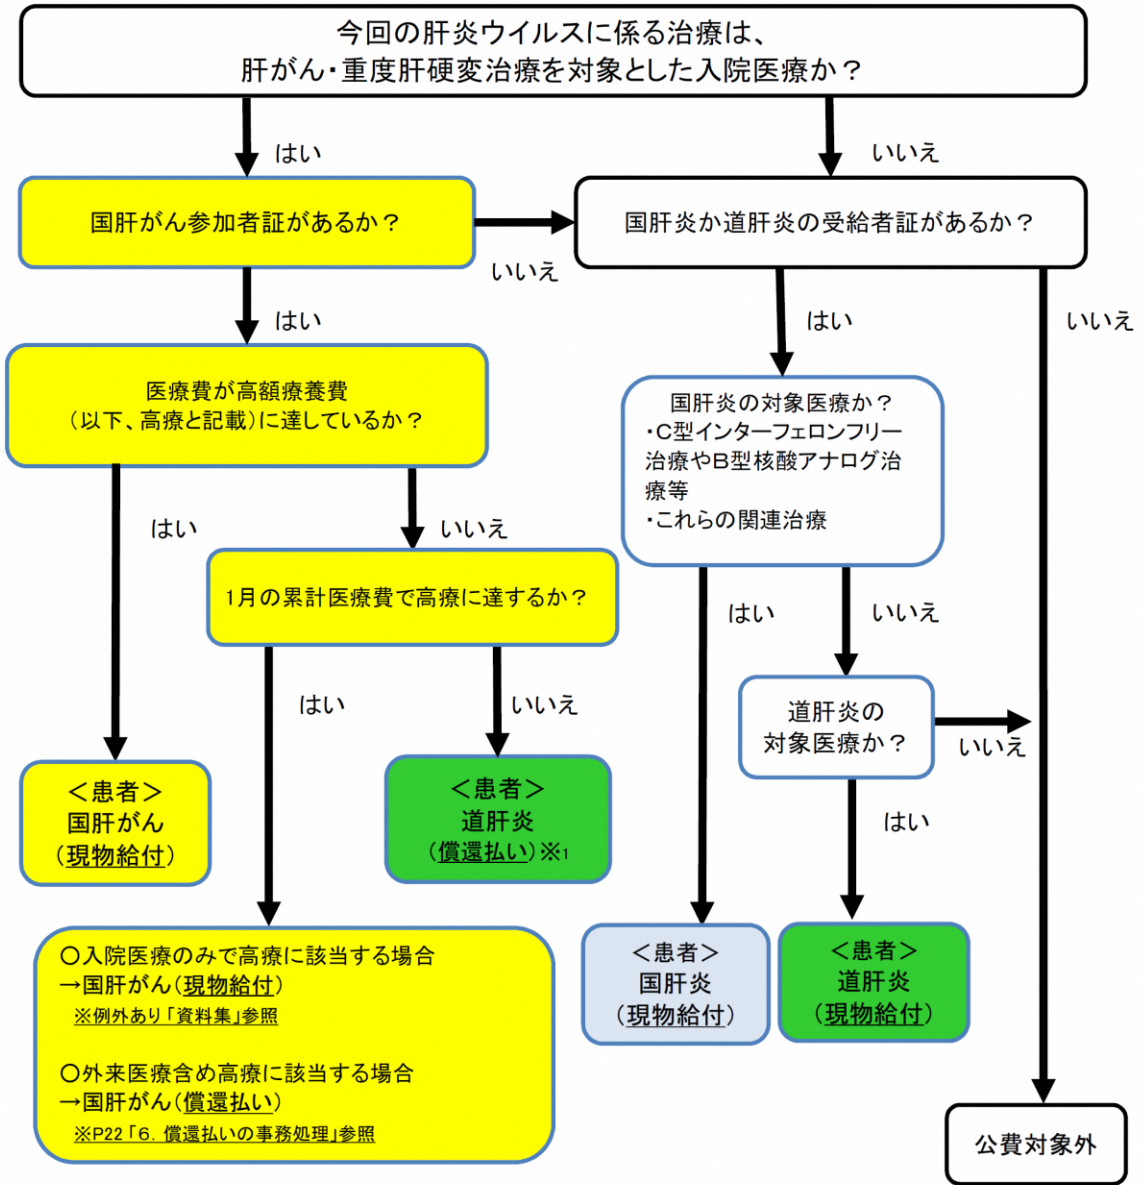 今回の肝炎ウイルスに係る治療は、
肝がん・重度肝硬変治療を対象とした入院医療か？
はい
いいえ
国肝がん参加者証があるか？
いいえ
国肝炎か道肝炎の受給者証があるか？
はい
はい
いいえ
医療費が高額療養費
（以下、高療と記載）に達しているか？
国肝炎の対象医療か？
・Ｃ型インターフェロンフリー
治療やＢ型核酸アナログ治
療等
・これらの関連治療
はい
いいえ
1月の累計医療費で高療に達するか？
はい
いいえ
はい
いいえ
道肝炎の
対象医療か？
いいえ
はい
＜患者＞
国肝がん
（現物給付）
＜患者＞
道肝炎
（償還払い）※1
○入院医療のみで高療に該当する場合
→国肝がん（現物給付）
※例外あり「資料集」参照
○外来医療含め高療に該当する場合
→国肝がん（償還払い）
※P22「６．償還払いの事務処理」参照
＜患者＞
国肝炎
（現物給付）
＜患者＞
道肝炎
（現物給付）
公費対象外